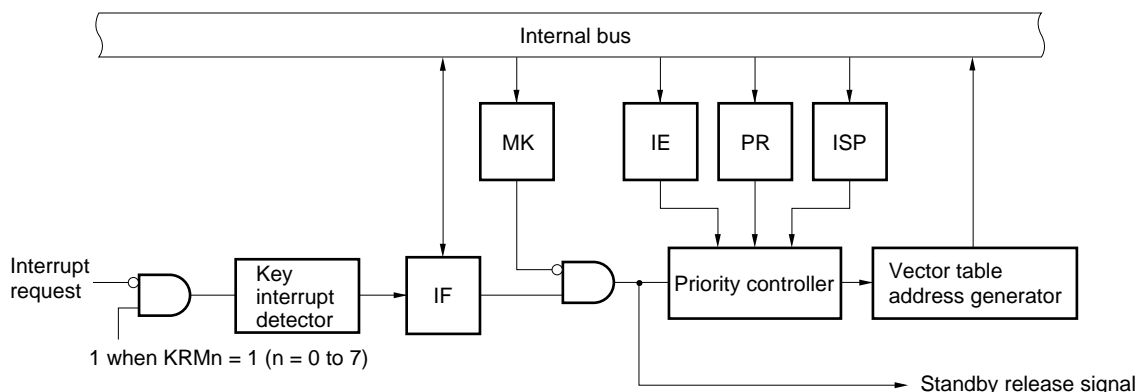 Internal bus
MK
IE
PR
ISP
Interrupt
request
Key
interrupt
detector
IF
Priority controller
Vector table
address generator
1 when KRMn = 1 (n = 0 to 7)
Standby release signal